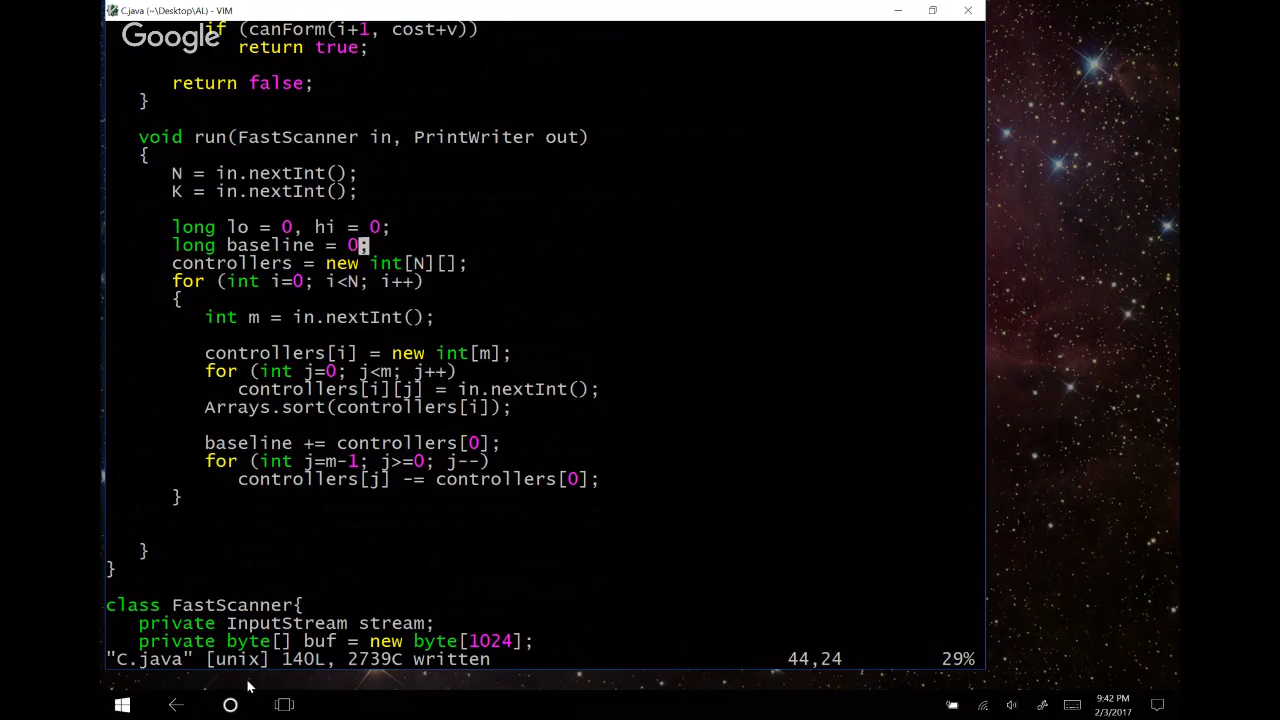 C.java (~\Desktop\AL) - VIM
Google
if (canForm(i+1, cost+v))
return true;
return false;
}
void run(FastScanner in, PrintWriter out)
{
N = in.nextInt();
K = in.nextInt();
long lo = 0, hi = 0;
long baseline = 0;
controllers = new int[N][];
for (int i=0; i<N; i++)
{
int m = in.nextInt();
controllers[i] = new int[m];
for (int j=0; j<m; j++)
controllers[i][j] = in.nextInt();
Arrays.sort(controllers[i]);
baseline += controllers[0];
for (int j=m-1; j>=0; j--)
controllers[j] -= controllers[0];
}
}
}
class FastScanner{
private InputStream stream;
private byte[] buf = new byte[1024];
"C.java" [unix] 140L, 2739C written 44,24 29%
9:42 PM
2/3/2017